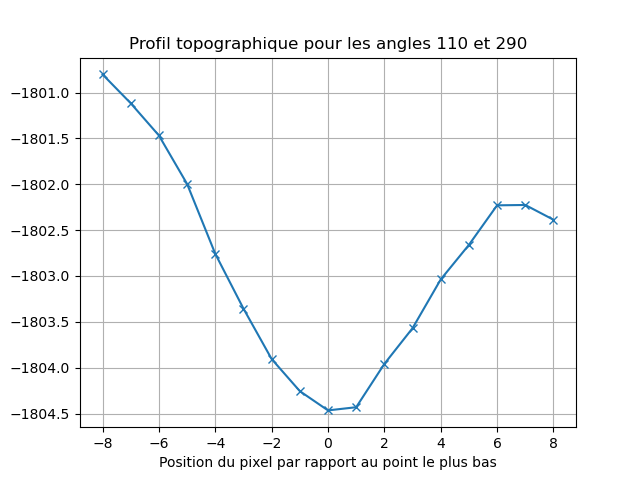 Profil topographique pour les angles 110 et 290
−1801.0
−1801.5
−1802.0
−1802.5
−1803.0
−1803.5
−1804.0
−1804.5
−8 −6 −4 −2 0 2 4 6 8
Position du pixel par rapport au point le plus bas